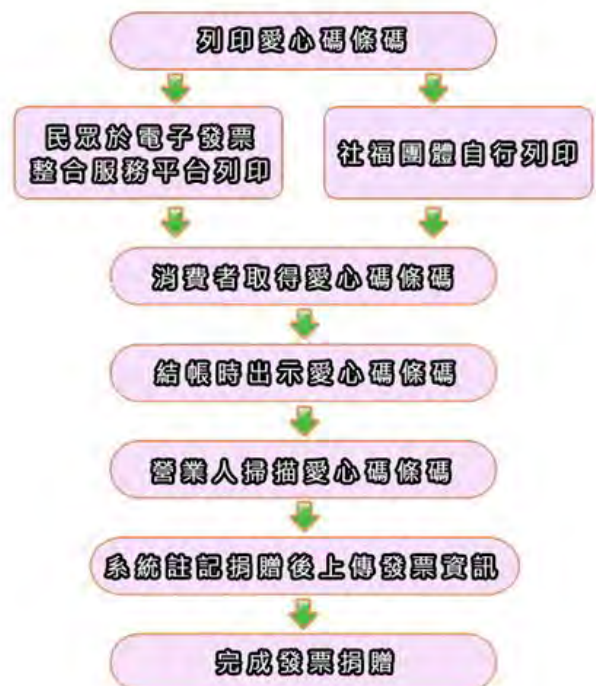 列印愛心碼條碼
民眾於電子發票
整合服務平台列印
社福團體自行列印
消費者取得愛心碼條碼
結帳時出示愛心碼條碼
營業人掃描愛心碼條碼
系統註記捐贈後上傳發票資訊
完成發票捐贈